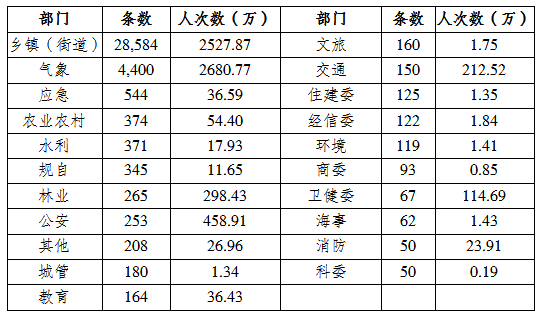 部门 条数 人次数（万） 部门 条数 人次数（万）
乡镇（街道） 28,584 2527.87 文旅 160 1.75
气象 4,400 2680.77 交通 150 212.52
应急 544 36.59 住建委 125 1.35
农业农村 374 54.40 经信委 122 1.84
水利 371 17.93 环境 119 1.41
规自 345 11.65 商委 93 0.85
林业 265 298.43 卫健委 67 114.69
公安 253 458.91 海事 62 1.43
其他 208 26.96 消防 50 23.91
城管 180 1.34 科委 50 0.19
教育 164 36.43